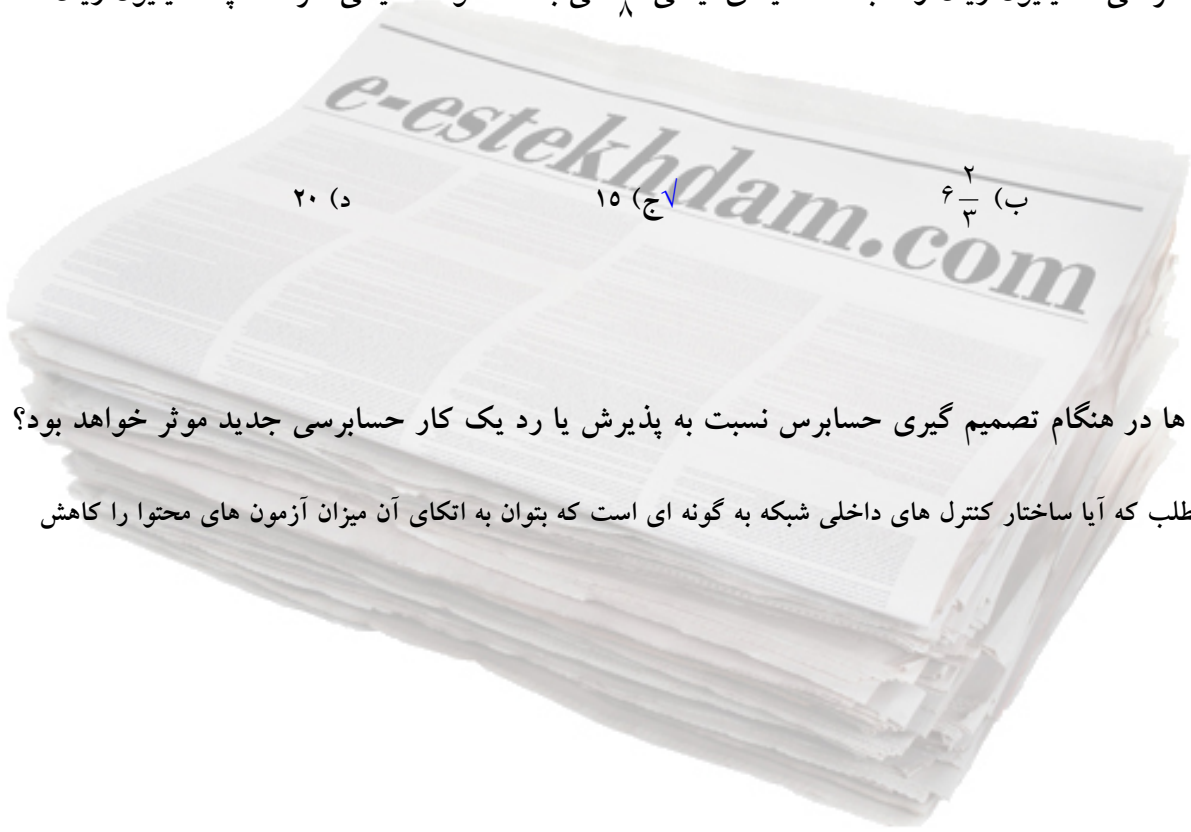 e-estekhdam.com
ب) ۶ ۲/۳ √ج) ۱۵ د) ۲۰
ها در هنگام تصمیم گیری حسابرس نسبت به پذیرش یا رد یک کار حسابرسی جدید موثر خواهد بود؟
طلب که آیا ساختار کنترل های داخلی شبکه به گونه ای است که بتوان به اتکای آن میزان آزمون های محتوا را کاهش